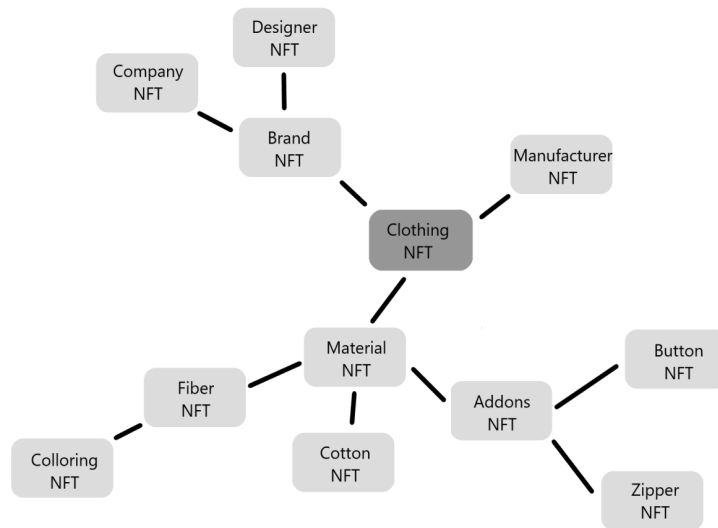 Designer
NFT
Company
NFT
Brand
NFT
Manufacturer
NFT
Clothing
NFT
Material
NFT
Button
NFT
Fiber
NFT
Addons
NFT
Cotton
NFT
Colloring
NFT
Zipper
NFT